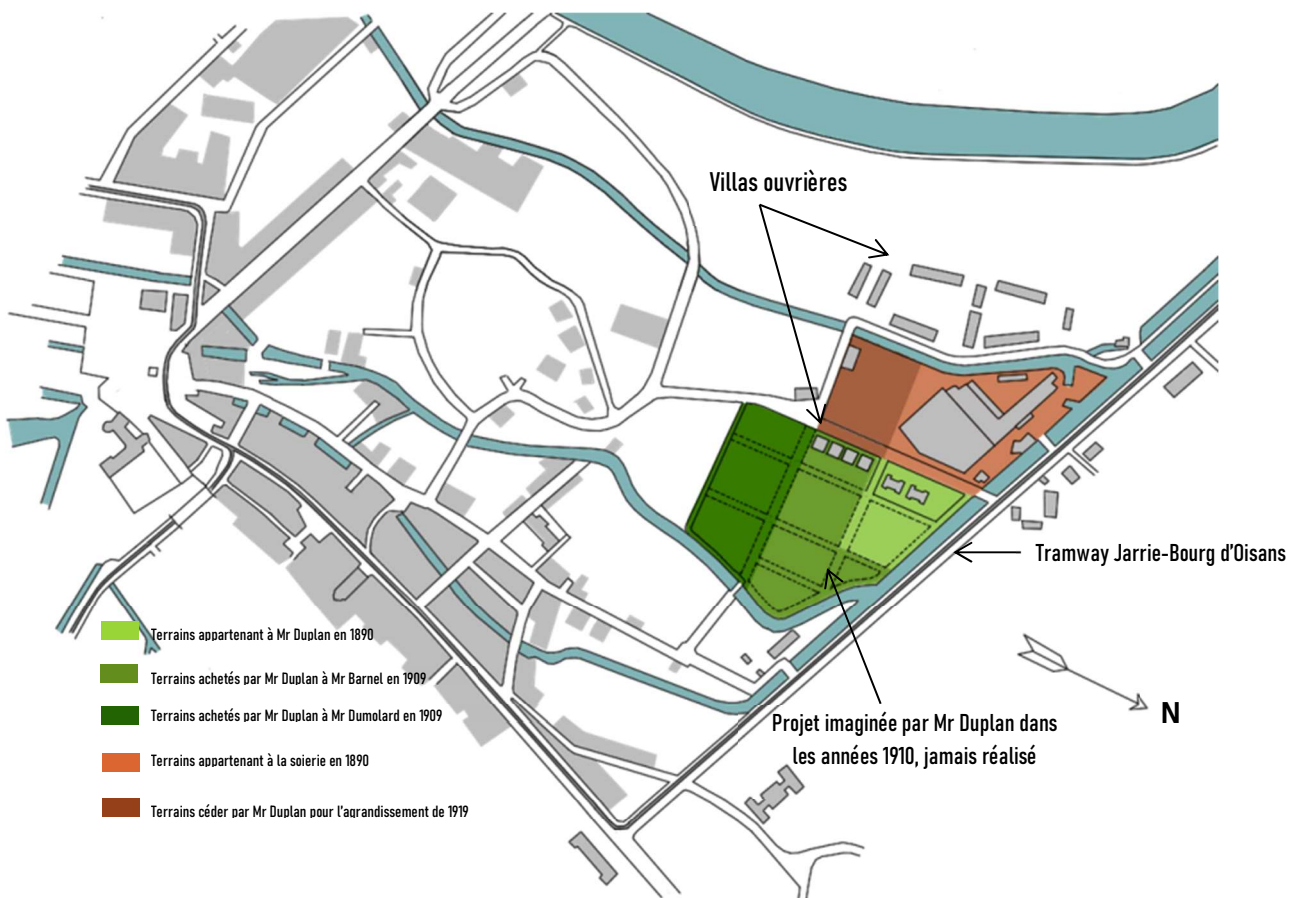 Villas ouvrières
Tramway Jarrie-Bourg d'Oisans
N
Projet imaginée par Mr Duplan dans
les années 1910, jamais réalisé
Terrains appartenant à Mr Duplan en 1890
Terrains achetés par Mr Duplan à Mr Barnel en 1909
Terrains achetés par Mr Duplan à Mr Dumolard en 1909
Terrains appartenant à la soierie en 1890
Terrains céder par Mr Duplan pour l'agrandissement de 1919